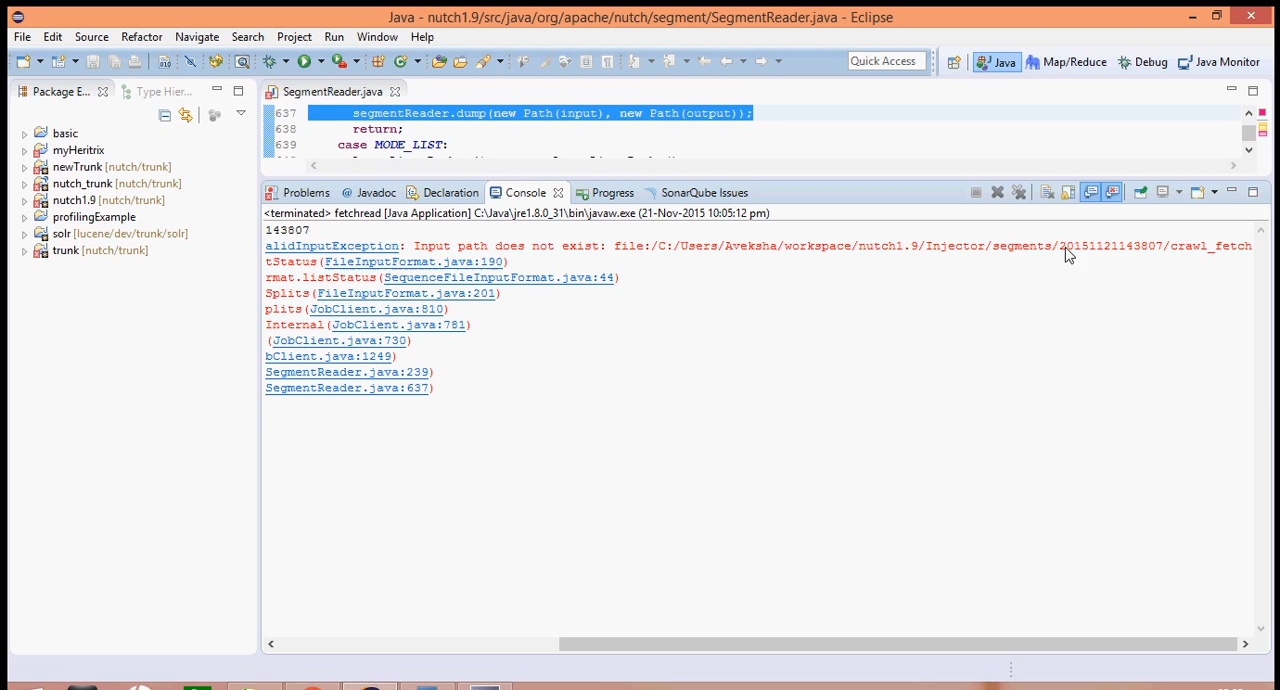 Java - nutch1.9/src/java/org/apache/nutch/segment/SegmentReader.java - Eclipse
File Edit Source Refactor Navigate Search Project Run Window Help
Quick Access Java Map/Reduce Debug Java Monitor
Package E... Type Hier...
SegmentReader.java
637 segmentReader.dump(new Path(input), new Path(output));
638 return;
639 case MODE_LIST:
basic
myHeritrix
newTrunk [nutch/trunk]
nutch_trunk [nutch/trunk]
nutch1.9 [nutch/trunk]
profilingExample
solr [lucene/dev/trunk/solr]
trunk [nutch/trunk]
Problems @ Javadoc Declaration Console Progress SonarQube Issues
<terminated> fetchread [Java Application] C:\Java\jre1.8.0_31\bin\javaw.exe (21-Nov-2015 10:05:12 pm)
143807
alidInputException: Input path does not exist: file:/C:/Users/Aveksha/workspace/nutch1.9/Injector/segments/20151121143807/crawl_fetch
tStatus(FileInputFormat.java:190)
rmat.listStatus(SequenceFileInputFormat.java:44)
Splits(FileInputFormat.java:201)
plits(JobClient.java:810)
Internal(JobClient.java:781)
(JobClient.java:730)
bClient.java:1249)
SegmentReader.java:239)
SegmentReader.java:637)